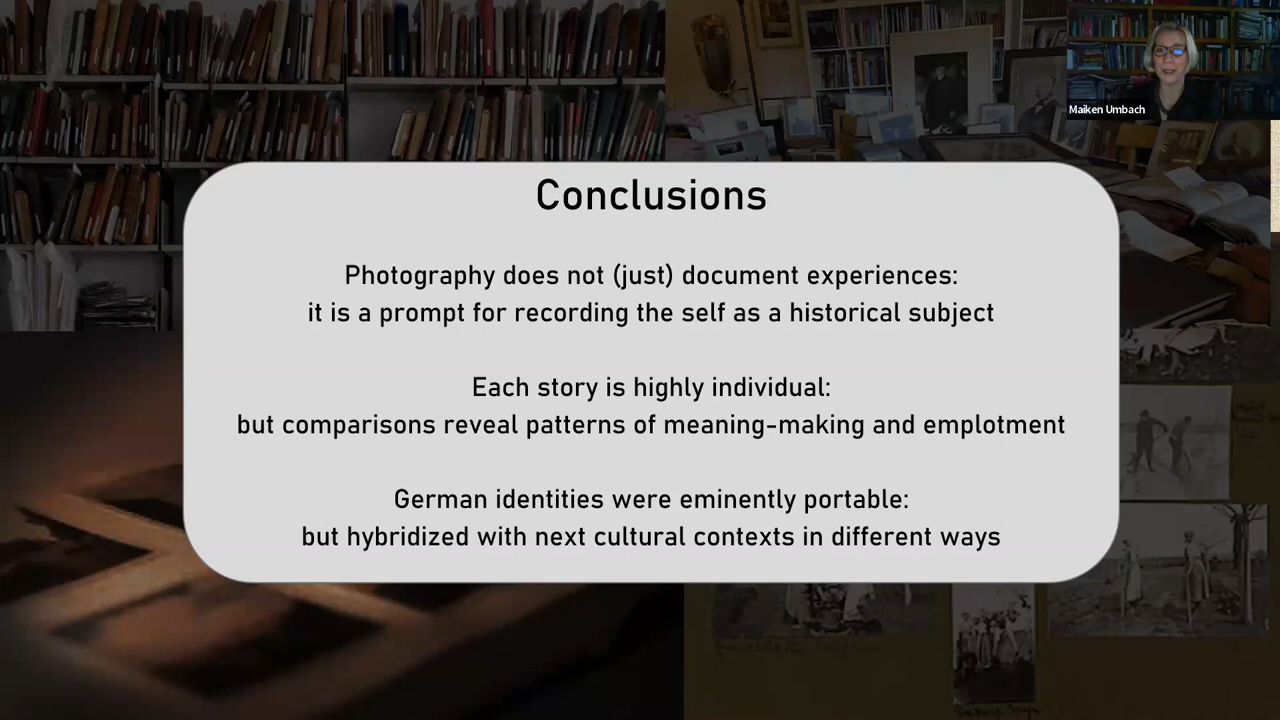 Maiken Umbach
Conclusions
Photography does not (just) document experiences:
it is a prompt for recording the self as a historical subject
Each story is highly individual:
but comparisons reveal patterns of meaning-making and emplotment
German identities were eminently portable:
but hybridized with next cultural contexts in different ways